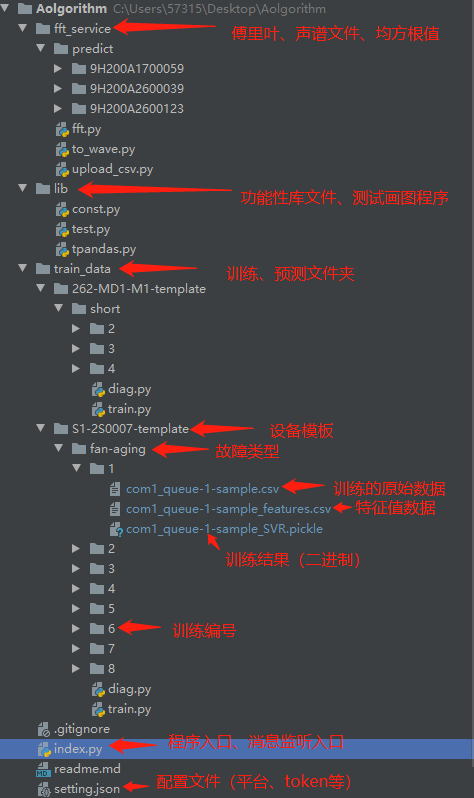 Aolgorithm C:\Users\57315\Desktop\Aolgorithm
fft_service 傅里叶、声谱文件、均方根值
predict
9H200A1700059
9H200A2600039
9H200A2600123
fft.py
to_wave.py
upload_csv.py
lib 功能性库文件、测试画图程序
const.py
test.py
tpandas.py
train_data 训练、预测文件夹
262-MD1-M1-template
short
2
3
4
diag.py
train.py
S1-2S0007-template 设备模板
fan-aging 故障类型
1
com1_queue-1-sample.csv 训练的原始数据
com1_queue-1-sample_features.csv 特征值数据
com1_queue-1-sample_SVR.pickle
训练结果（二进制）
2
3
4
5
6 训练编号
7
8
diag.py
train.py
.gitignore
index.py 程序入口、消息监听入口
readme.md
setting.json 配置文件（平台、token等）